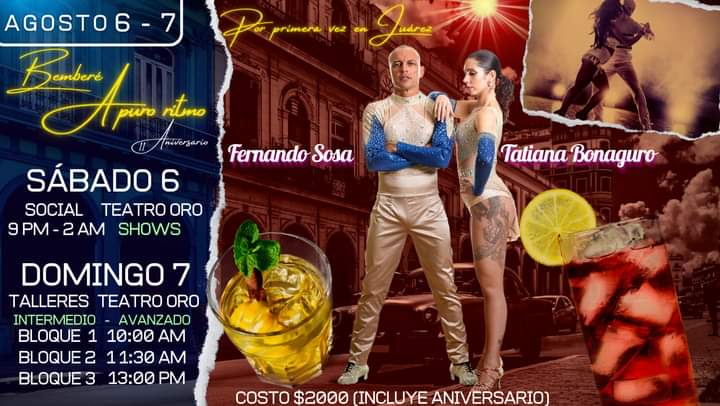 AGOSTO 6 - 7
Bemberé
A puro ritmo
11 Aniversario
SÁBADO 6
SOCIAL TEATRO ORO
9 PM - 2 AM SHOWS
DOMINGO 7
TALLERES TEATRO ORO
INTERMEDIO - AVANZADO
BLOQUE 1 10:00 AM
BLOQUE 2 11:30 AM
BLOQUE 3 13:00 PM
Por primera vez en Juárez
Fernando Sosa
Tatiana Bonaguro
COSTO $2000 (INCLUYE ANIVERSARIO)